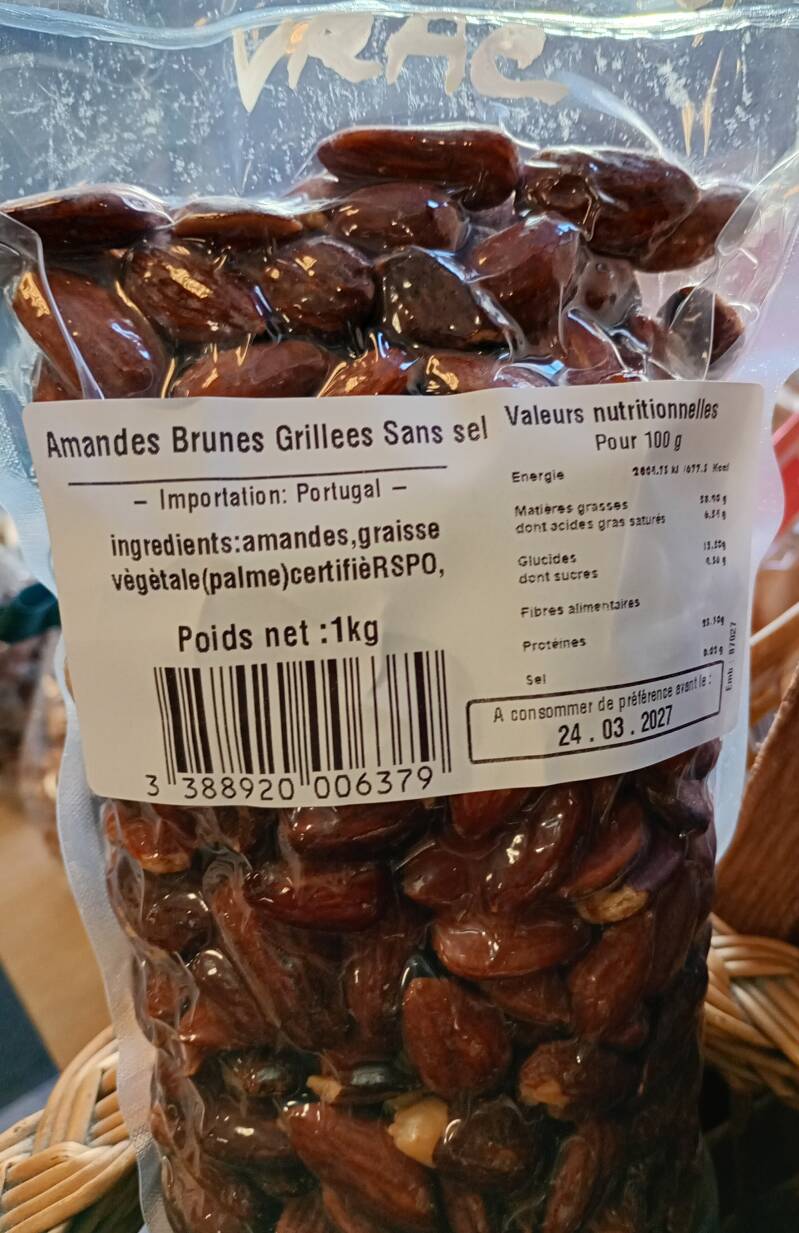 VRAC
Amandes Brunes Grillees Sans sel
– Importation: Portugal –
ingredients:amandes,graisse
vègètale(palme)certifièRSPO,
Poids net :1kg
3 388920 006379
Valeurs nutritionnelles
Pour 100 g
Energie
Matières grasses
dont acides gras saturés
Glucides
dont sucres
Fibres alimentaires
Protéines
Sel
Emb : 87027
A consommer de préférence avant le :
24 . 03 . 2027